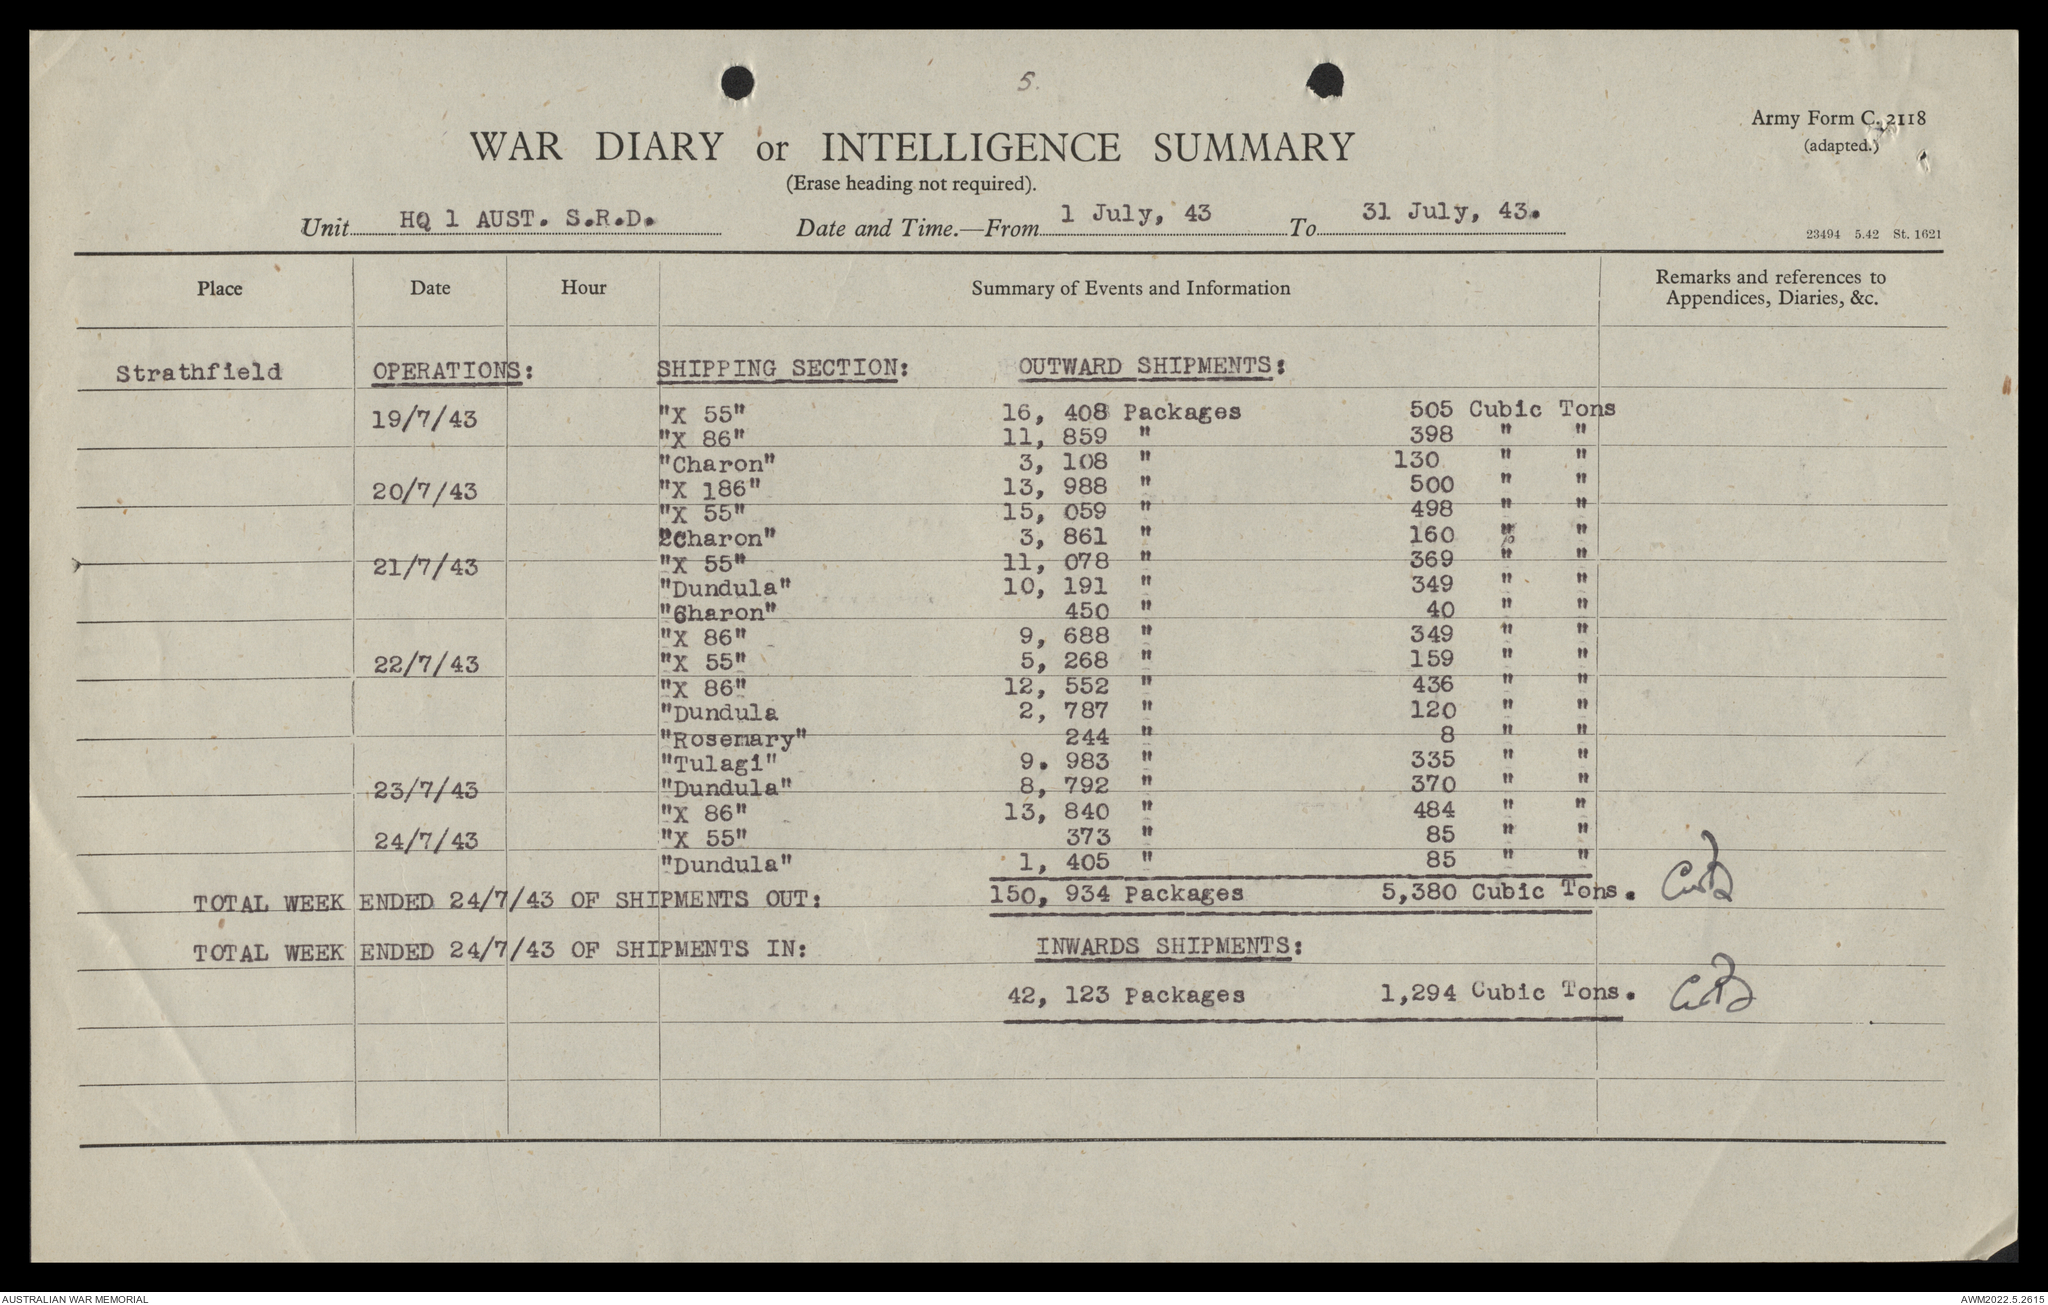 5.
Army Form C. 2118
WAR DIARY or INTELLIGENCE SUMMARY
(adapted.)
(Erase heading not required).
Unit HQ 1 AUST. S.R.D. Date and Time.—From 1 July, 43 To 31 July, 43.
23494 5.42 St. 1621
Place Date Hour Summary of Events and Information Remarks and references to
Appendices, Diaries, &c.
Strathfield OPERATIONS: SHIPPING SECTION: OUTWARD SHIPMENTS:
19/7/43 "X 55" 16, 408 Packages 505 Cubic Tons
"X 86" 11, 859 " 398 " "
"Charon" 3, 108 " 130 " "
20/7/43 "X 186" 13, 988 " 500 " "
"X 55" 15, 059 " 498 " "
"Charon" 3, 861 " 160 " "
21/7/43 "X 55" 11, 078 " 369 " "
"Dundula" 10, 191 " 349 " "
"Charon" 450 " 40 " "
"X 86" 9, 688 " 349 " "
22/7/43 "X 55" 5, 268 " 159 " "
"X 86" 12, 552 " 436 " "
"Dundula 2, 787 " 120 " "
"Rosemary" 244 " 8 " "
"Tulagi" 9. 983 " 335 " "
23/7/43 "Dundula" 8, 792 " 370 " "
"X 86" 13, 840 " 484 " "
24/7/43 "X 55" 373 " 85 " "
"Dundula" 1, 405 " 85 " "
TOTAL WEEK ENDED 24/7/43 OF SHIPMENTS OUT: 150, 934 Packages 5,380 Cubic Tons.
TOTAL WEEK ENDED 24/7/43 OF SHIPMENTS IN: INWARDS SHIPMENTS:
42, 123 Packages 1,294 Cubic Tons.
AUSTRALIAN WAR MEMORIAL
AWM2022.5.2615